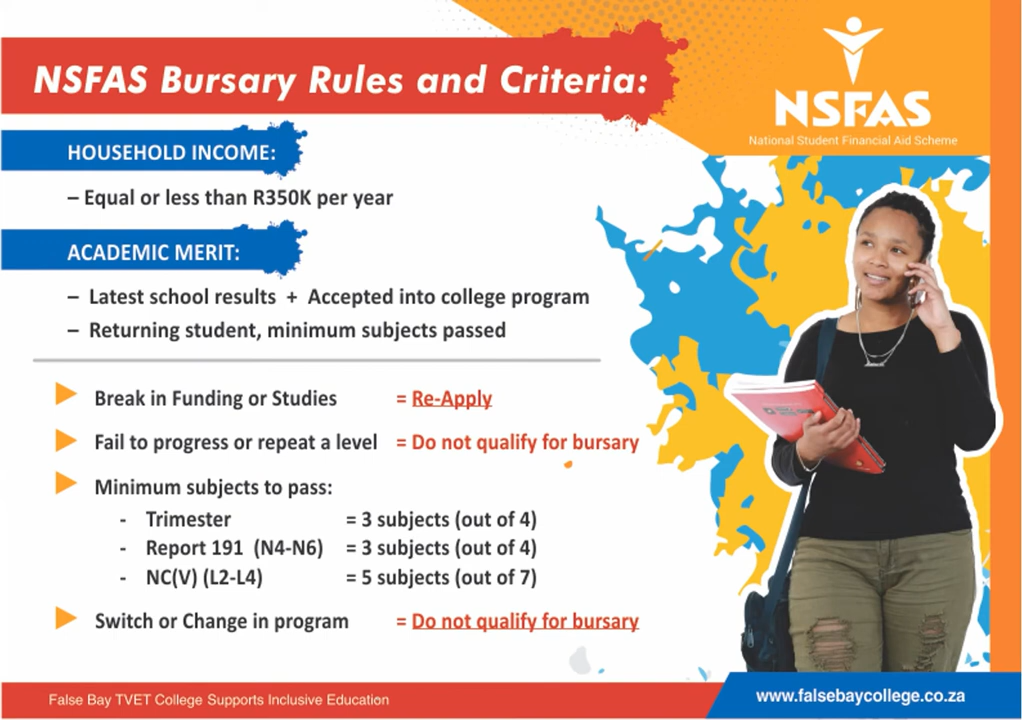 NSFAS Bursary Rules and Criteria:
NSFAS
National Student Financial Aid Scheme
HOUSEHOLD INCOME:
– Equal or less than R350K per year
ACADEMIC MERIT:
– Latest school results + Accepted into college program
– Returning student, minimum subjects passed
Break in Funding or Studies = Re-Apply
Fail to progress or repeat a level = Do not qualify for bursary
Minimum subjects to pass:
- Trimester = 3 subjects (out of 4)
- Report 191 (N4-N6) = 3 subjects (out of 4)
- NC(V) (L2-L4) = 5 subjects (out of 7)
Switch or Change in program = Do not qualify for bursary
False Bay TVET College Supports Inclusive Education
www.falsebaycollege.co.za